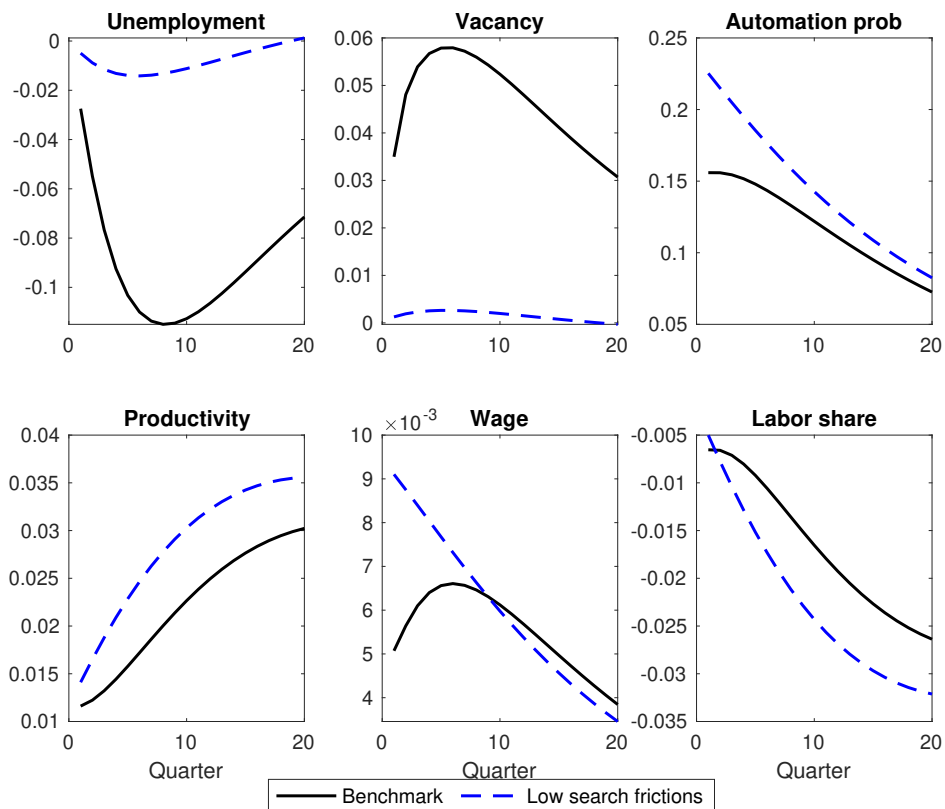 Unemployment
0
-0.02
-0.04
-0.06
-0.08
-0.1
0 10 20
Vacancy
0.06
0.05
0.04
0.03
0.02
0.01
0
0 10 20
Automation prob
0.25
0.2
0.15
0.1
0.05
0 10 20
Productivity
0.04
0.035
0.03
0.025
0.02
0.015
0.01
0 10 20
Quarter
Wage
×10-3
10
9
8
7
6
5
4
0 10 20
Quarter
Labor share
-0.005
-0.01
-0.015
-0.02
-0.025
-0.03
-0.035
0 10 20
Quarter
Benchmark Low search frictions